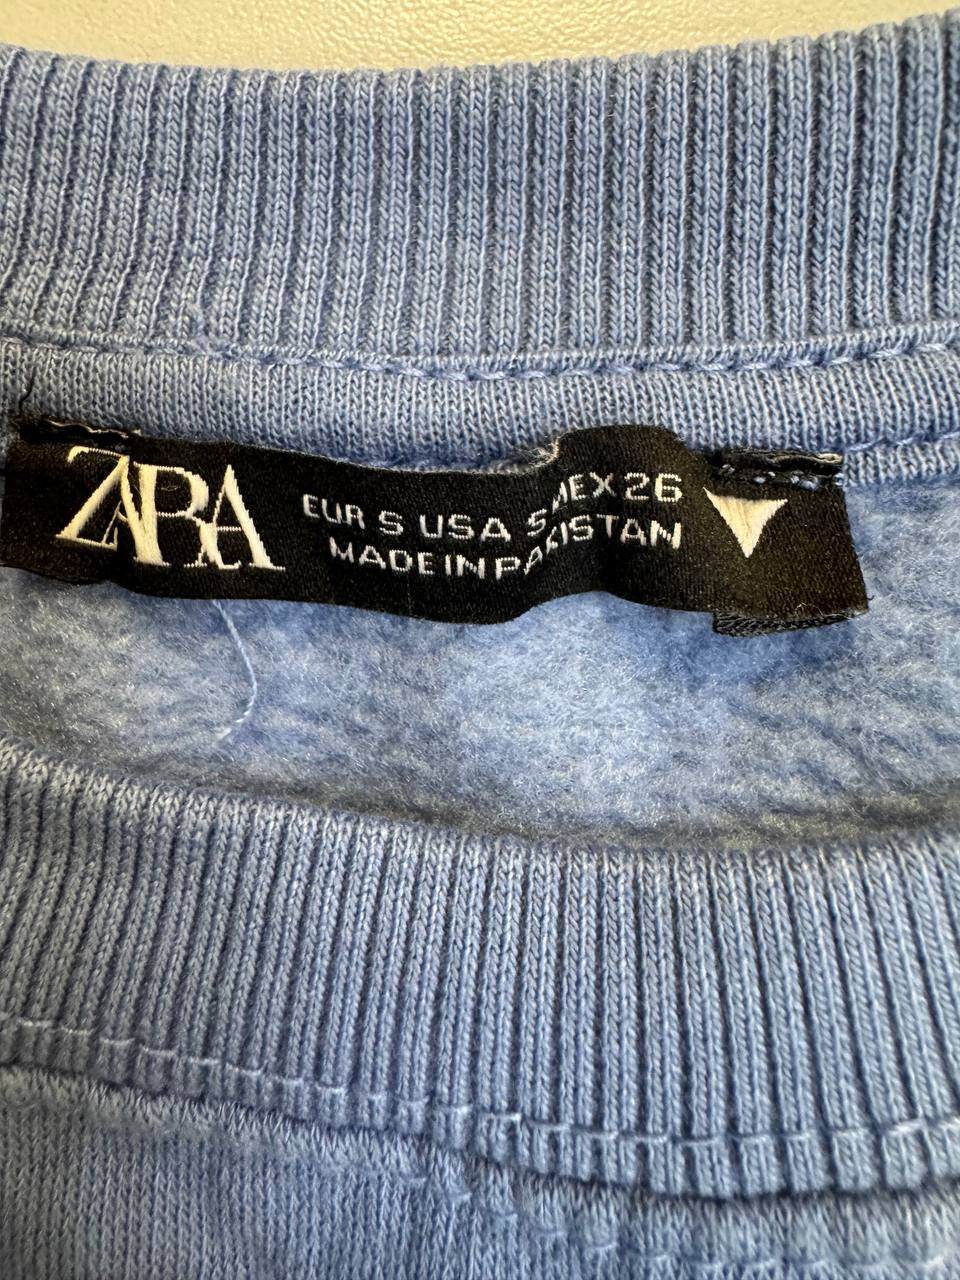 ZARA
EUR S USA S MEX 26
MADE IN PAKISTAN